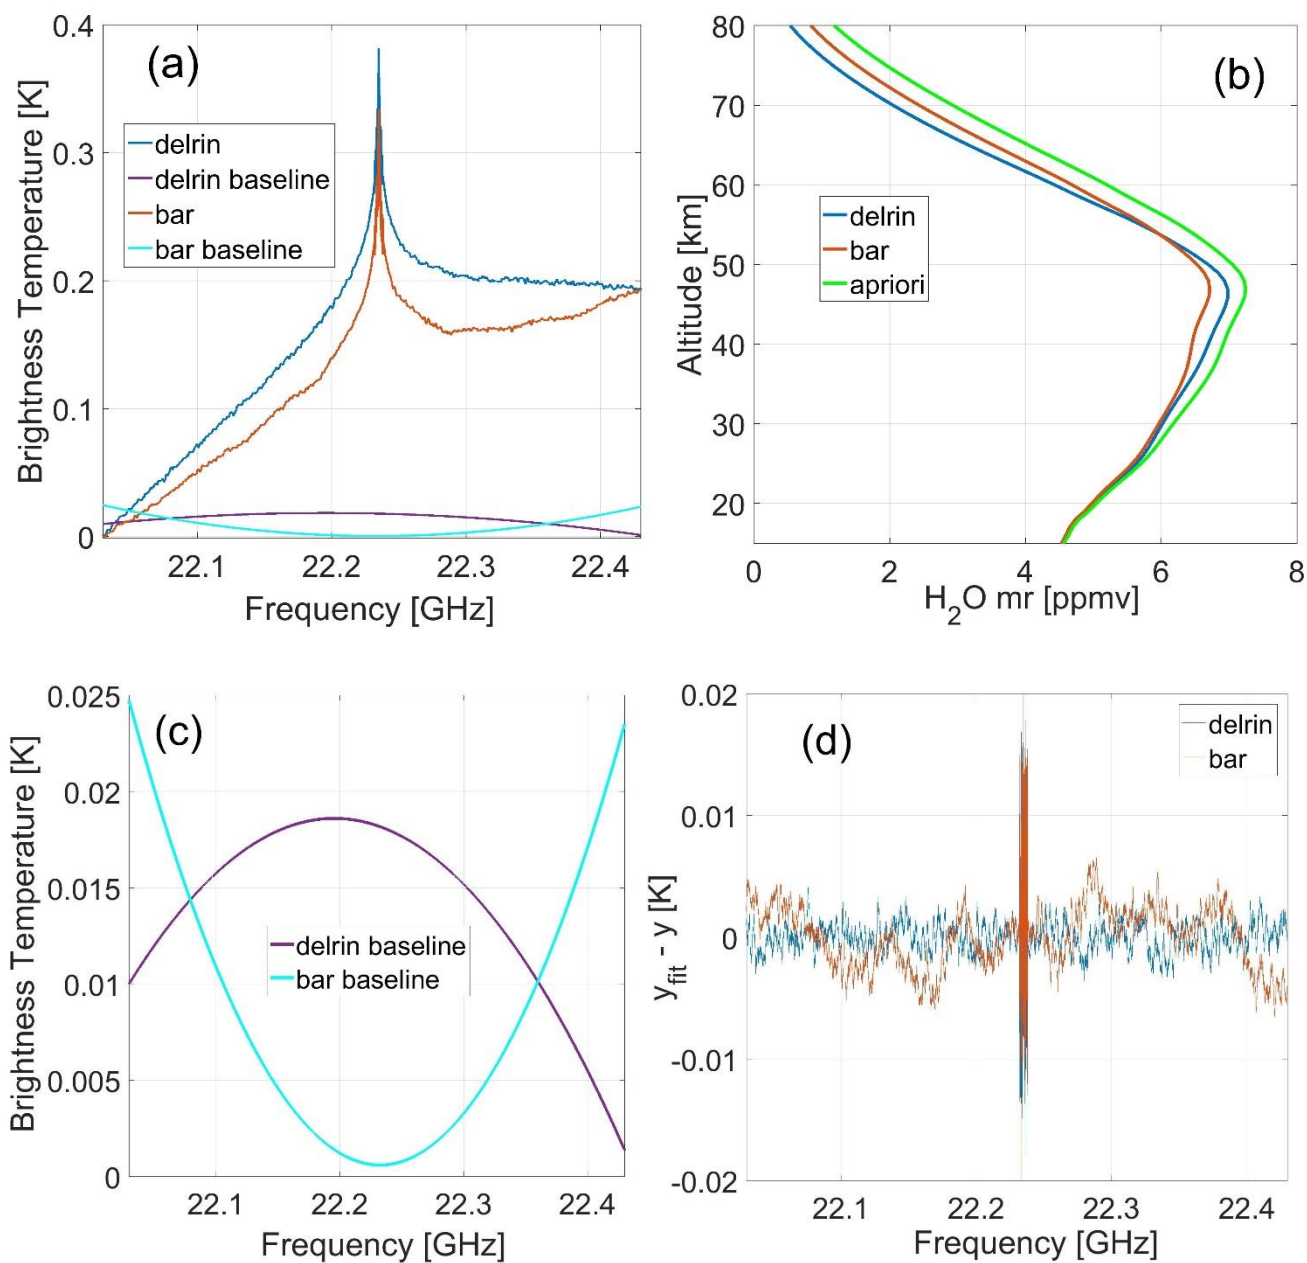 (a)
Brightness Temperature [K]
0.4
0.3
0.2
0.1
0
delrin
delrin baseline
bar
bar baseline
22.1 22.2 22.3 22.4
Frequency [GHz]
(b)
Altitude [km]
80
70
60
50
40
30
20
delrin
bar
apriori
0 2 4 6 8
H2O mr [ppmv]
(c)
Brightness Temperature [K]
0.025
0.02
0.015
0.01
0.005
0
delrin baseline
bar baseline
22.1 22.2 22.3 22.4
Frequency [GHz]
(d)
yfit - y [K]
0.02
0.01
0
-0.01
-0.02
delrin
bar
22.1 22.2 22.3 22.4
Frequency [GHz]